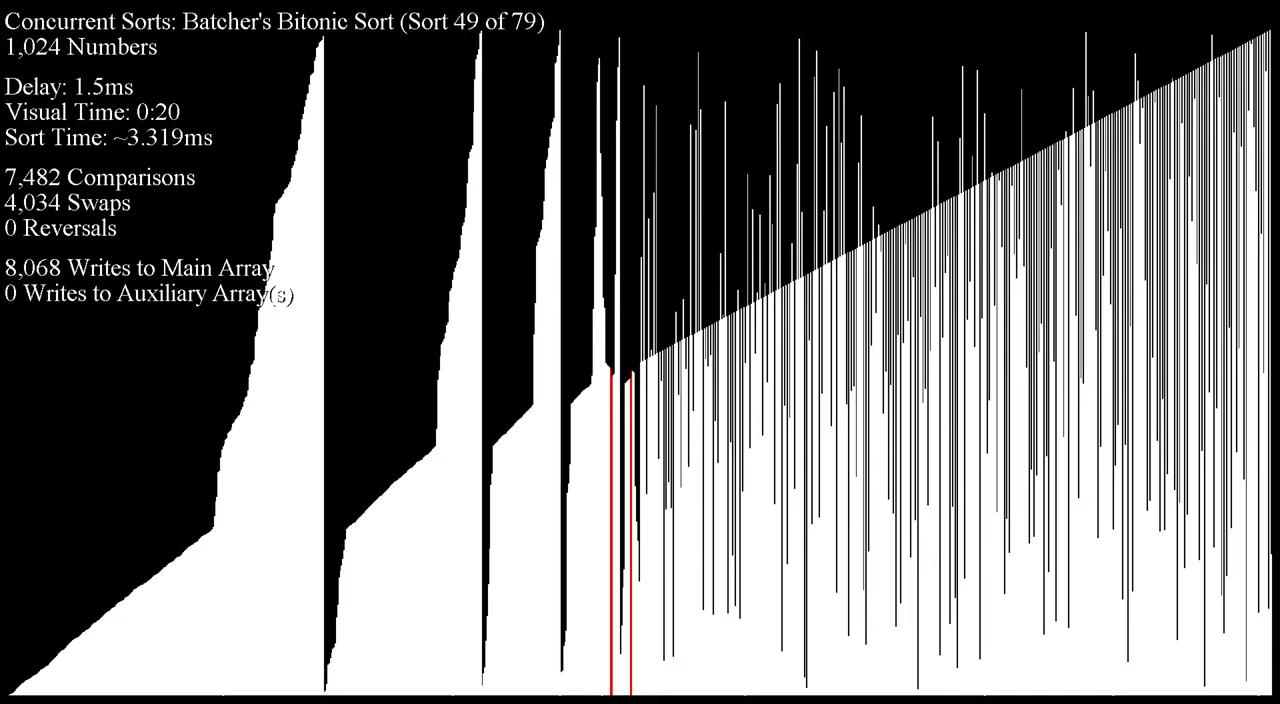 Concurrent Sorts: Batcher's Bitonic Sort (Sort 49 of 79)
1,024 Numbers
Delay: 1.5ms
Visual Time: 0:20
Sort Time: ~3.319ms
7,482 Comparisons
4,034 Swaps
0 Reversals
8,068 Writes to Main Array
0 Writes to Auxiliary Array(s)